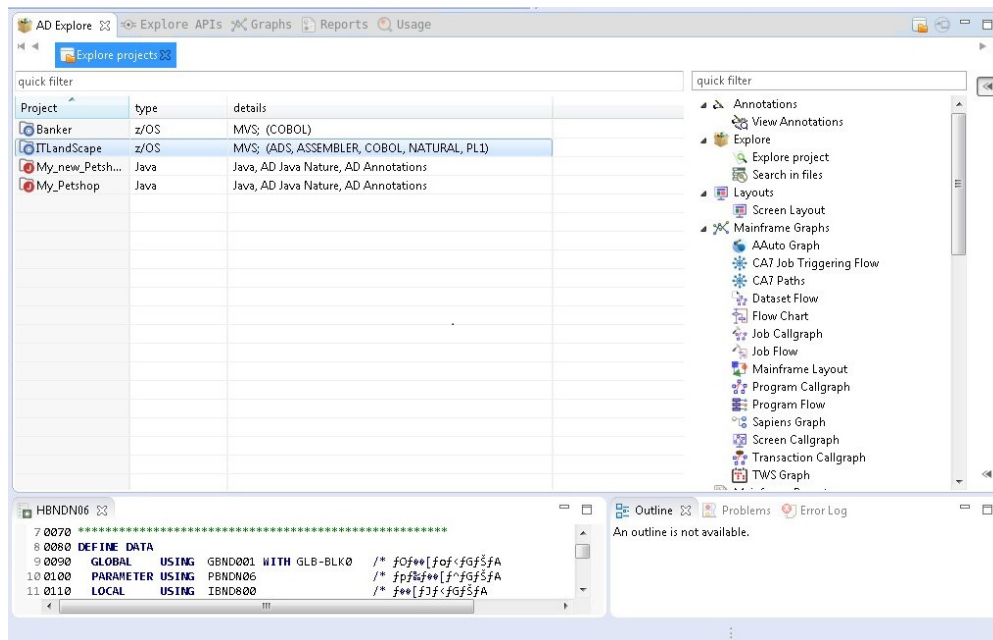 AD Explore Explore APIs Graphs Reports Usage
Explore projects
quick filter
Project type details
Banker z/OS MVS; (COBOL)
ITLandScape z/OS MVS; (ADS, ASSEMBLER, COBOL, NATURAL, PL1)
My_new_Petsh... Java Java, AD Java Nature, AD Annotations
My_Petshop Java Java, AD Java Nature, AD Annotations
quick filter
Annotations
View Annotations
Explore
Explore project
Search in files
Layouts
Screen Layout
Mainframe Graphs
AAuto Graph
CA7 Job Triggering Flow
CA7 Paths
Dataset Flow
Flow Chart
Job Callgraph
Job Flow
Mainframe Layout
Program Callgraph
Program Flow
Sapiens Graph
Screen Callgraph
Transaction Callgraph
TWS Graph
HBNDN06
7 0070 ****************************************************
8 0080 DEFINE DATA
9 0090 GLOBAL USING GBND001 WITH GLB-BLK0 /*
10 0100 PARAMETER USING PBNDN06 /*
11 0110 LOCAL USING IBND800 /*
Outline Problems Error Log
An outline is not available.